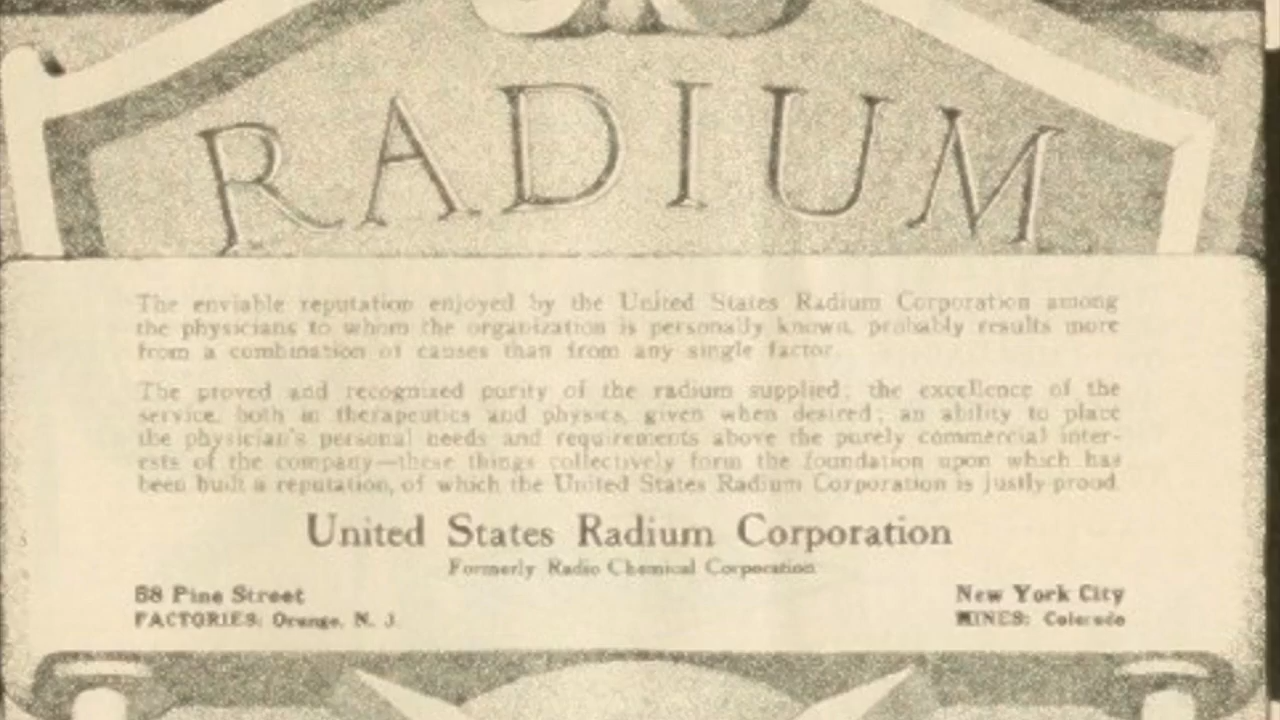 RADIUM
The enviable reputation enjoyed by the United States Radium Corporation among
the physicians to whom the organization is personally known, probably results more
from a combination of causes than from any single factor.
The proved and recognized purity of the radium supplied; the excellence of the
service, both in therapeutics and physics, given when desired; an ability to place
the physician's personal needs and requirements above the purely commercial inter-
ests of the company—these things collectively form the foundation upon which has
been built a reputation, of which the United States Radium Corporation is justly proud.
United States Radium Corporation
Formerly Radio Chemical Corporation
58 Pine Street
New York City
FACTORIES: Orange, N. J.
MINES: Colorado